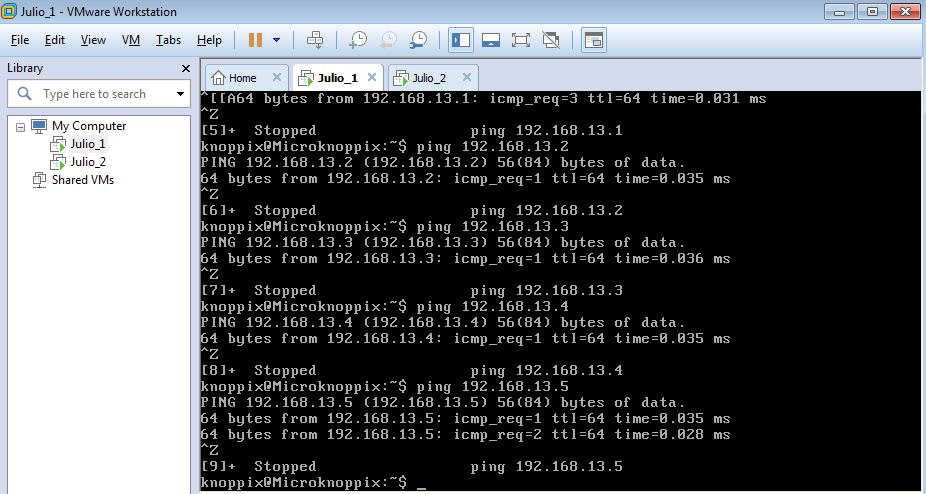 Julio_1 - VMware Workstation
File Edit View VM Tabs Help
Library
Type here to search
My Computer
Julio_1
Julio_2
Shared VMs
Home Julio_1 Julio_2
^[[A64 bytes from 192.168.13.1: icmp_req=3 ttl=64 time=0.031 ms
^Z
[5]+  Stopped                 ping 192.168.13.1
knoppix@Microknoppix:~$ ping 192.168.13.2
PING 192.168.13.2 (192.168.13.2) 56(84) bytes of data.
64 bytes from 192.168.13.2: icmp_req=1 ttl=64 time=0.035 ms
^Z
[6]+  Stopped                 ping 192.168.13.2
knoppix@Microknoppix:~$ ping 192.168.13.3
PING 192.168.13.3 (192.168.13.3) 56(84) bytes of data.
64 bytes from 192.168.13.3: icmp_req=1 ttl=64 time=0.036 ms
^Z
[7]+  Stopped                 ping 192.168.13.3
knoppix@Microknoppix:~$ ping 192.168.13.4
PING 192.168.13.4 (192.168.13.4) 56(84) bytes of data.
64 bytes from 192.168.13.4: icmp_req=1 ttl=64 time=0.035 ms
^Z
[8]+  Stopped                 ping 192.168.13.4
knoppix@Microknoppix:~$ ping 192.168.13.5
PING 192.168.13.5 (192.168.13.5) 56(84) bytes of data.
64 bytes from 192.168.13.5: icmp_req=1 ttl=64 time=0.035 ms
64 bytes from 192.168.13.5: icmp_req=2 ttl=64 time=0.028 ms
^Z
[9]+  Stopped                 ping 192.168.13.5
knoppix@Microknoppix:~$ _